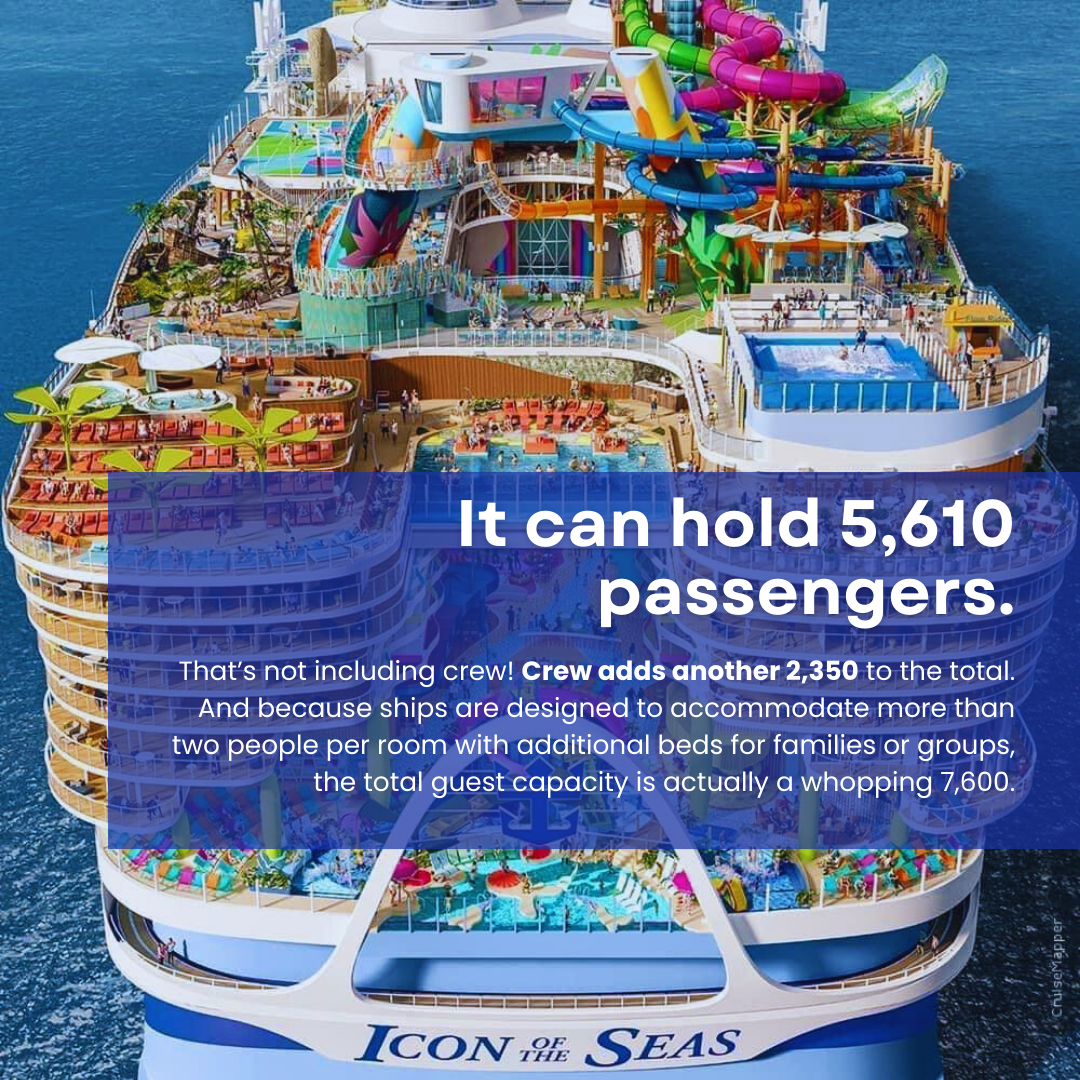 Flow Rider
It can hold 5,610
passengers.
That’s not including crew! Crew adds another 2,350 to the total.
And because ships are designed to accommodate more than
two people per room with additional beds for families or groups,
the total guest capacity is actually a whopping 7,600.
CruiseMapper
ICON OF THE SEAS